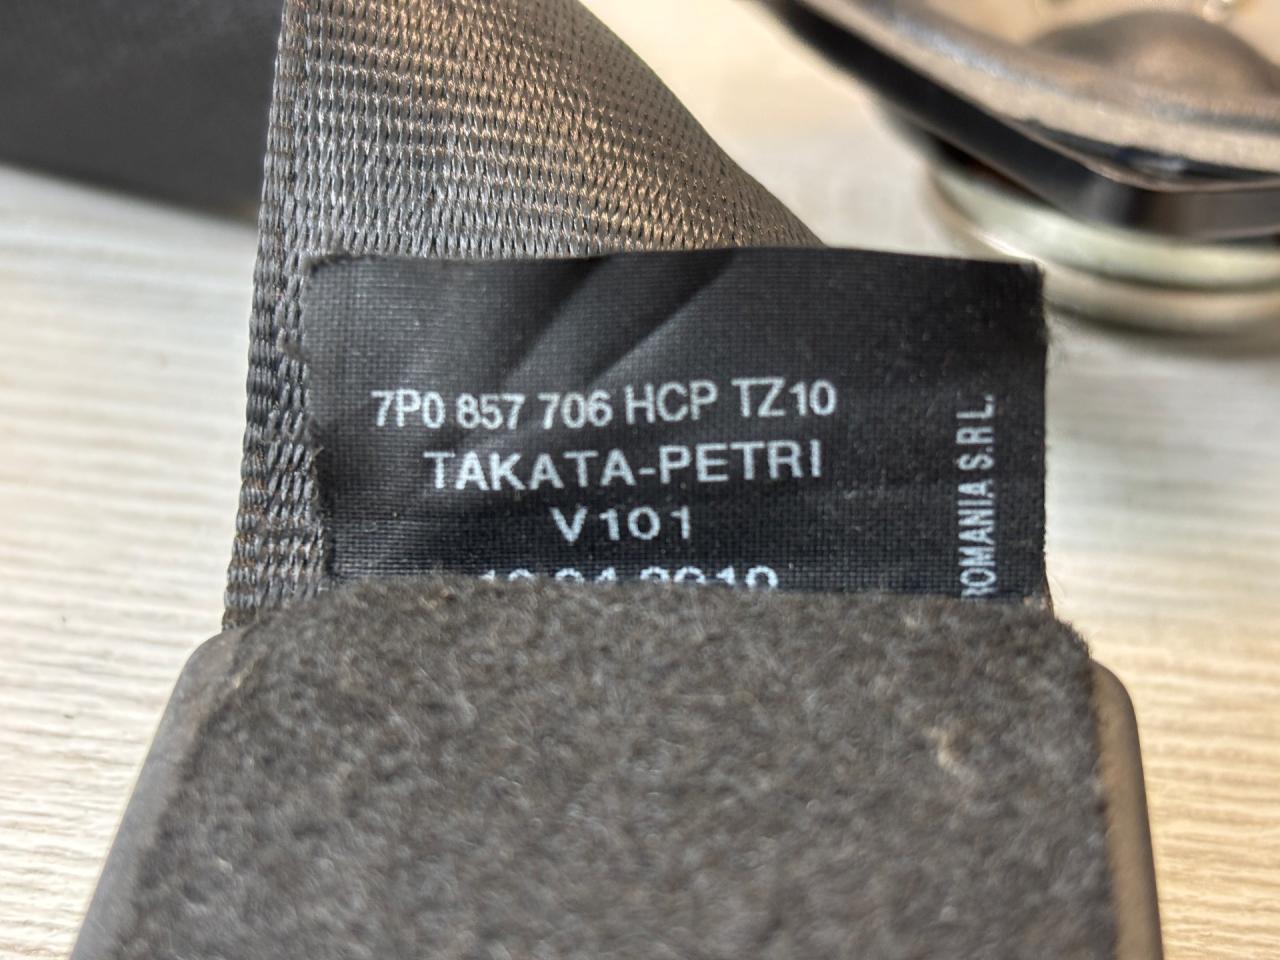 7P0 857 706 HCP TZ10
TAKATA-PETRI
V101
ROMANIA S.R.L.